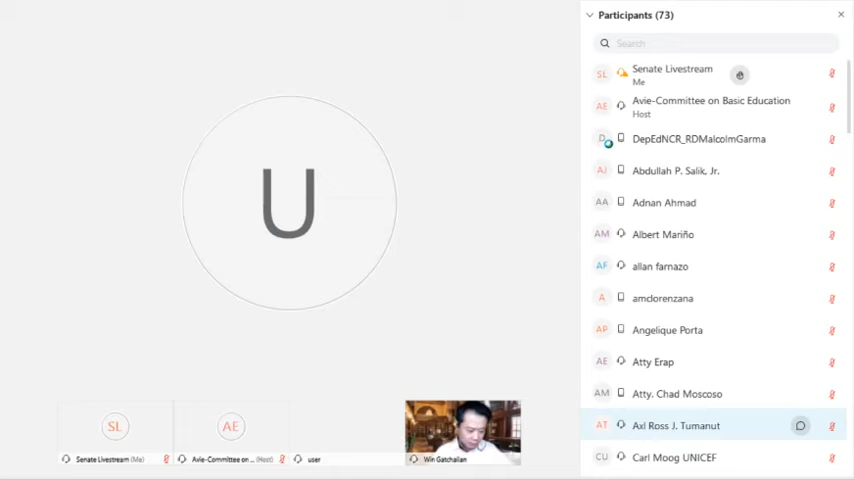 Participants (73)
Search
SL Senate Livestream
Me
AE Avie-Committee on Basic Education
Host
D DepEdNCR_RDMalcolmGarma
AJ Abdullah P. Salik, Jr.
AA Adnan Ahmad
AM Albert Mariño
AF allan farnazo
A amclorenzana
AP Angelique Porta
AE Atty Erap
AM Atty. Chad Moscoso
AT Axl Ross J. Tumanut
CU Carl Moog UNICEF
U
SL
AE
Senate Livestream (Me)
Avie-Committee on ... (Host)
user
Win Gatchalian